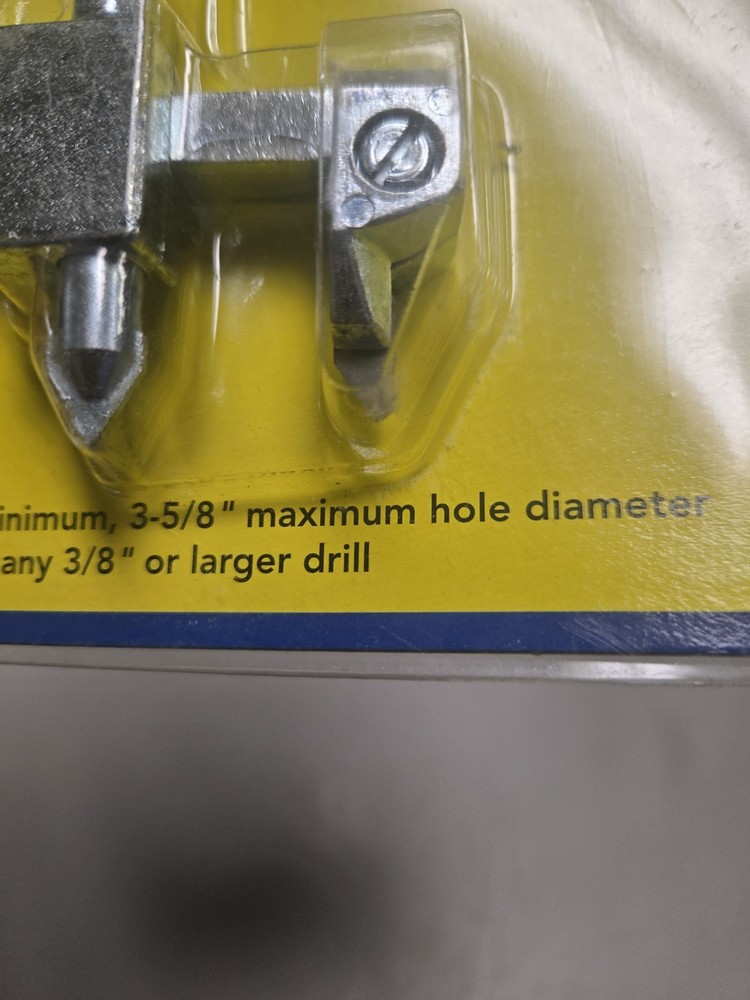 inimum, 3-5/8" maximum hole diameter
any 3/8" or larger drill